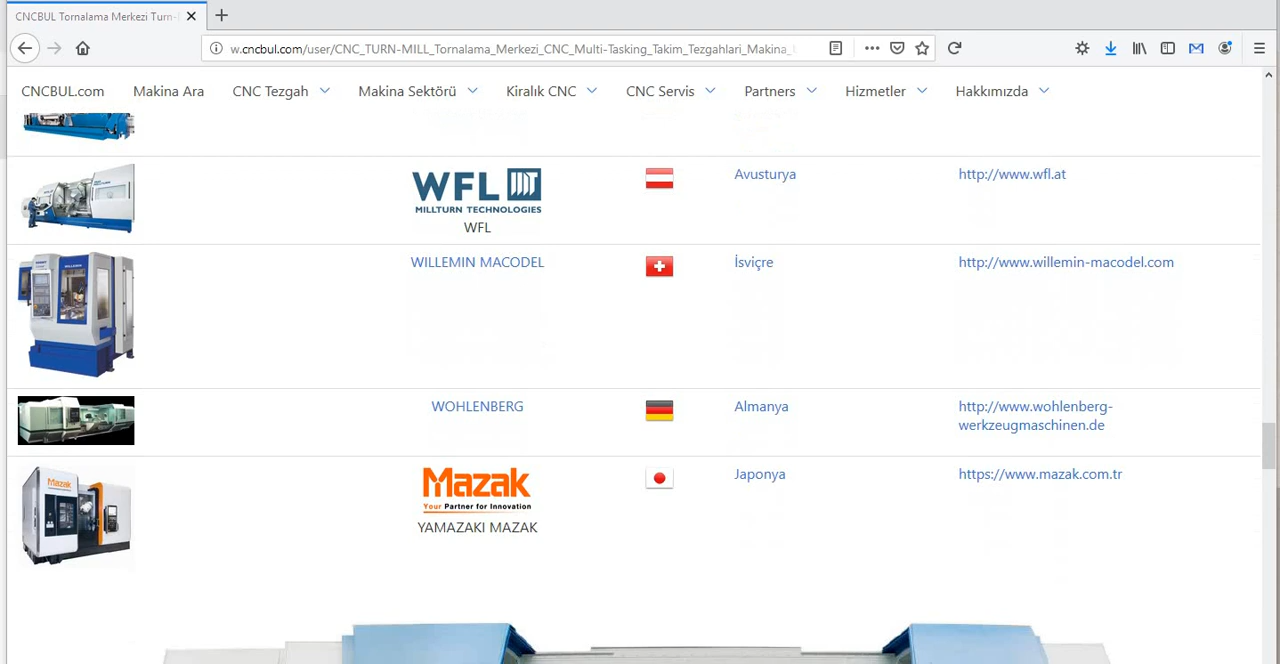 CNCBUL Tornalama Merkezi Turn-
w.cncbul.com/user/CNC_TURN-MILL_Tornalama_Merkezi_CNC_Multi-Tasking_Takim_Tezgahlari_Makina_
CNCBUL.com Makina Ara CNC Tezgah Makina Sektörü Kiralık CNC CNC Servis Partners Hizmetler Hakkımızda
WFL MT
MILLTURN TECHNOLOGIES
WFL
Avusturya
http://www.wfl.at
WILLEMIN MACODEL
İsviçre
http://www.willemin-macodel.com
WOHLENBERG
Almanya
http://www.wohlenberg-
werkzeugmaschinen.de
Mazak
Mazak
Your Partner for Innovation
YAMAZAKI MAZAK
Japonya
https://www.mazak.com.tr